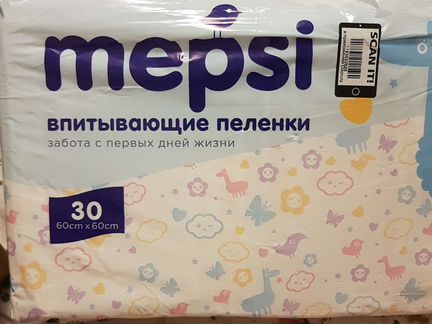 mepsi
SCAN IT!
впитывающие пеленки
забота с первых дней жизни
30
60cm x 60cm